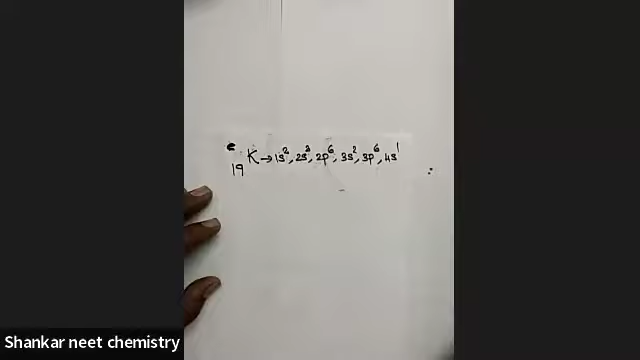 ₁₉K → 1s², 2s², 2p⁶, 3s², 3p⁶, 4s¹
Shankar neet chemistry